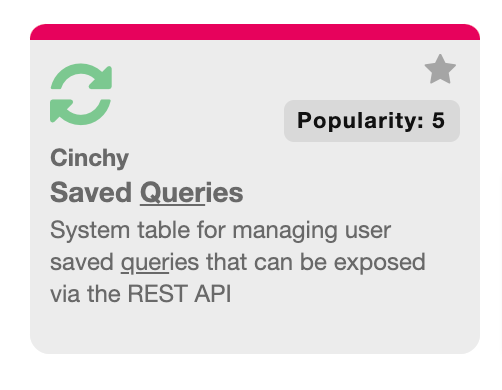 Popularity: 5
Cinchy
Saved Queries
System table for managing user
saved queries that can be exposed
via the REST API